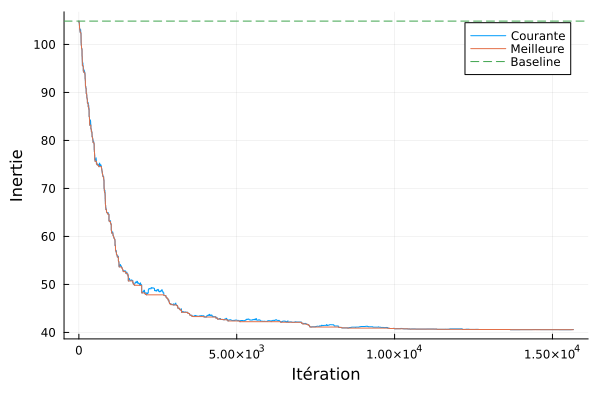 Courante
Meilleure
Baseline
Inertie
100
90
80
70
60
50
40
0
5.00×10³
1.00×10⁴
1.50×10⁴
Itération